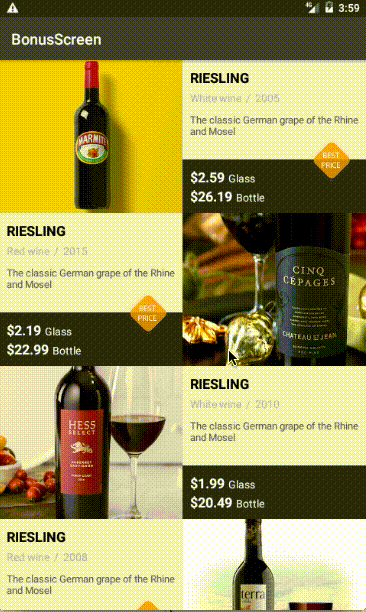 4G 3:59
BonusScreen
MARMITE
RIESLING
White wine / 2005
The classic German grape of the Rhine
and Mosel
BEST
PRICE
$2.59 Glass
$26.19 Bottle
RIESLING
Red wine / 2015
The classic German grape of the Rhine
and Mosel
BEST
PRICE
$2.19 Glass
$22.99 Bottle
CINQ
CÉPAGES
CHATEAU ST JEAN
HESS
SELECT
RIESLING
White wine / 2010
The classic German grape of the Rhine
and Mosel
$1.99 Glass
$20.49 Bottle
RIESLING
Red wine / 2008
The classic German grape of the Rhine
and Mosel
terra